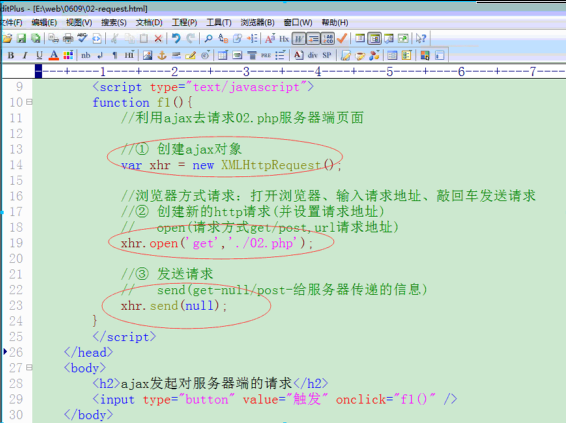 ditPlus - [E:\web\0609\02-request.html]
文件(F) 编辑(E) 视图(V) 搜索(S) 文档(D) 工程(P) 工具(T) 浏览器(B) 窗口(W) 帮助(H)
----+----1----+----2----+----3----+----4----+----5----+----6----+----7
9 <script type="text/javascript">
10 function f1(){
11 //利用ajax去请求02.php服务器端页面
12
13 //① 创建ajax对象
14 var xhr = new XMLHttpRequest();
15
16 //浏览器方式请求：打开浏览器、输入请求地址、敲回车发送请求
17 //② 创建新的http请求(并设置请求地址)
18 // open(请求方式get/post,url请求地址)
19 xhr.open('get','./02.php');
20
21 //③ 发送请求
22 // send(get-null/post-给服务器传递的信息)
23 xhr.send(null);
24 }
25 </script>
26 </head>
27 <body>
28 <h2>ajax发起对服务器端的请求</h2>
29 <input type="button" value="触发" onclick="f1()" />
30 </body>